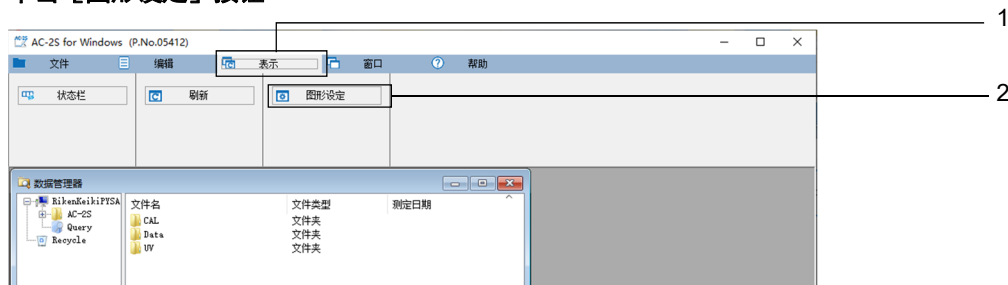 1
AC-2S for Windows (P.No.05412)
文件 编辑 表示 窗口 帮助
2
状态栏 刷新 图形设定
数据管理器
RikenKeikiPYSA 文件名 文件类型 测定日期
AC-2S CAL 文件夹
Query Data 文件夹
Recycle UV 文件夹